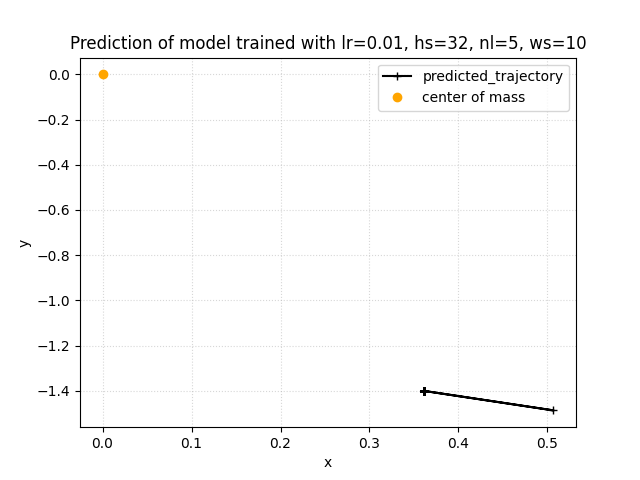 Prediction of model trained with lr=0.01, hs=32, nl=5, ws=10
predicted_trajectory
center of mass
0.0
−0.2
−0.4
−0.6
−0.8
−1.0
−1.2
−1.4
y
0.0 0.1 0.2 0.3 0.4 0.5
x